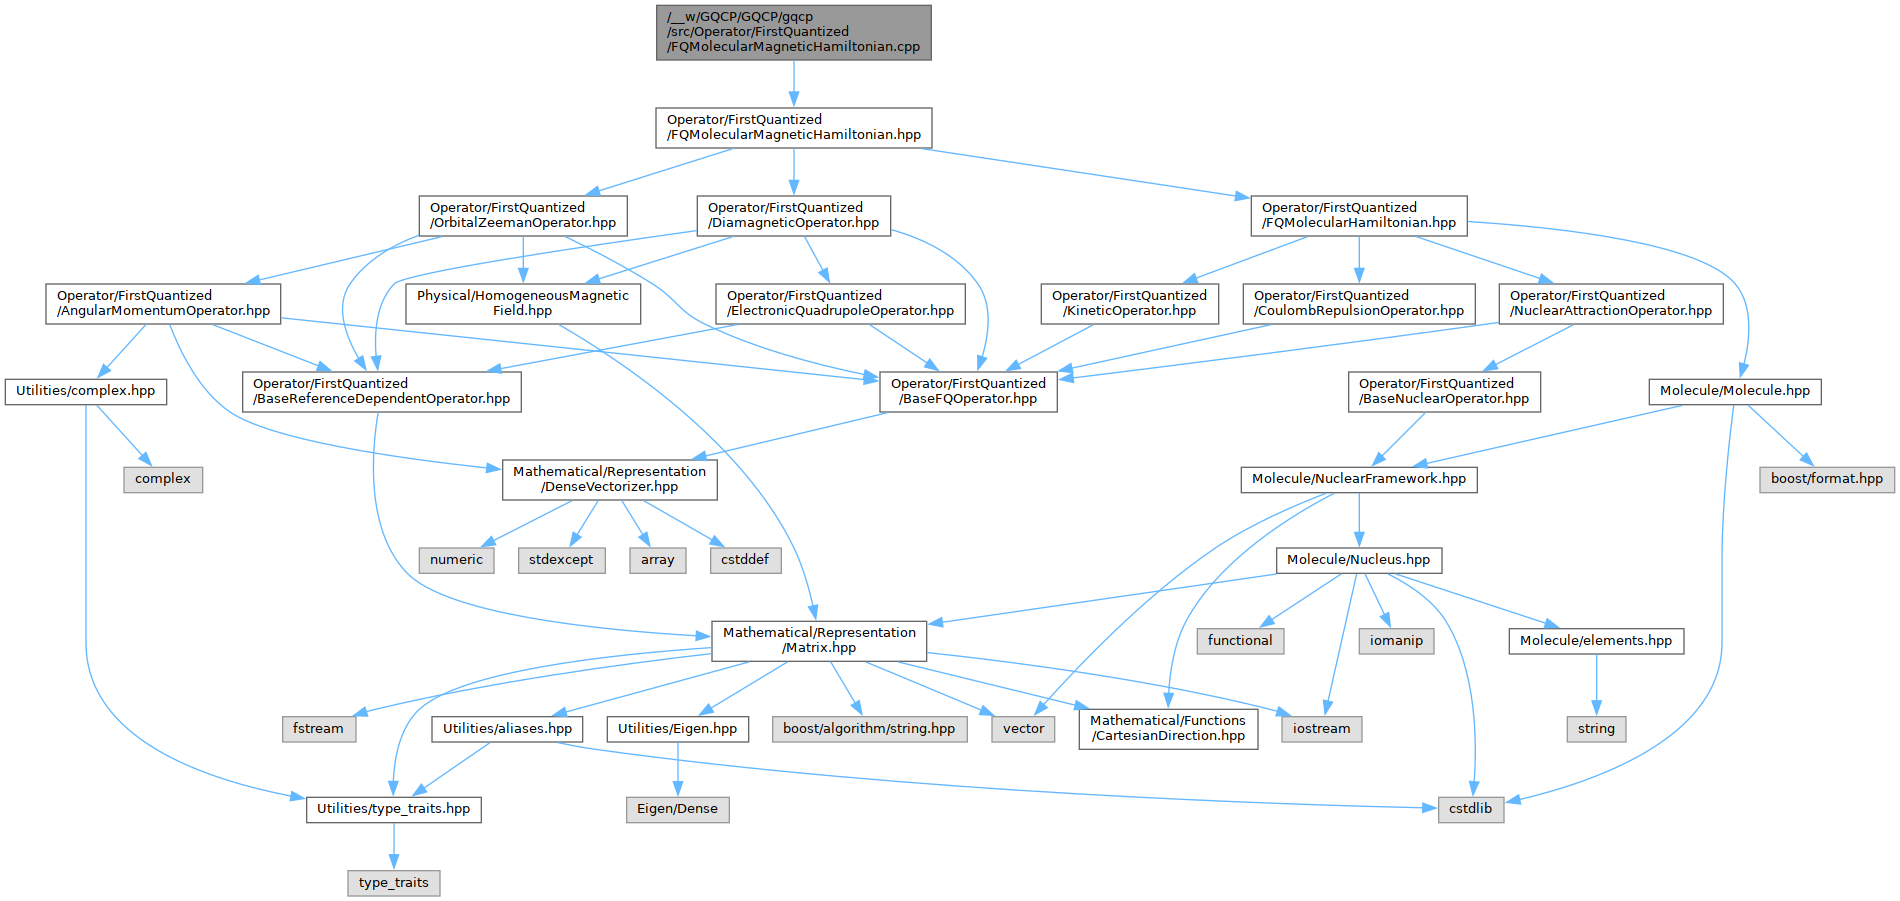 /__w/GQCP/GQCP/gqcp
/src/Operator/FirstQuantized
/FQMolecularMagneticHamiltonian.cpp
Operator/FirstQuantized
/FQMolecularMagneticHamiltonian.hpp
Operator/FirstQuantized
/OrbitalZeemanOperator.hpp
Operator/FirstQuantized
/DiamagneticOperator.hpp
Operator/FirstQuantized
/FQMolecularHamiltonian.hpp
Operator/FirstQuantized
/AngularMomentumOperator.hpp
Physical/HomogeneousMagnetic
Field.hpp
Operator/FirstQuantized
/ElectronicQuadrupoleOperator.hpp
Operator/FirstQuantized
/KineticOperator.hpp
Operator/FirstQuantized
/CoulombRepulsionOperator.hpp
Operator/FirstQuantized
/NuclearAttractionOperator.hpp
Utilities/complex.hpp
Operator/FirstQuantized
/BaseReferenceDependentOperator.hpp
Operator/FirstQuantized
/BaseFQOperator.hpp
Operator/FirstQuantized
/BaseNuclearOperator.hpp
Molecule/Molecule.hpp
complex
Mathematical/Representation
/DenseVectorizer.hpp
Molecule/NuclearFramework.hpp
boost/format.hpp
numeric
stdexcept
array
cstddef
Molecule/Nucleus.hpp
Mathematical/Representation
/Matrix.hpp
functional
iomanip
Molecule/elements.hpp
fstream
Utilities/aliases.hpp
Utilities/Eigen.hpp
boost/algorithm/string.hpp
vector
Mathematical/Functions
/CartesianDirection.hpp
iostream
string
Utilities/type_traits.hpp
Eigen/Dense
cstdlib
type_traits